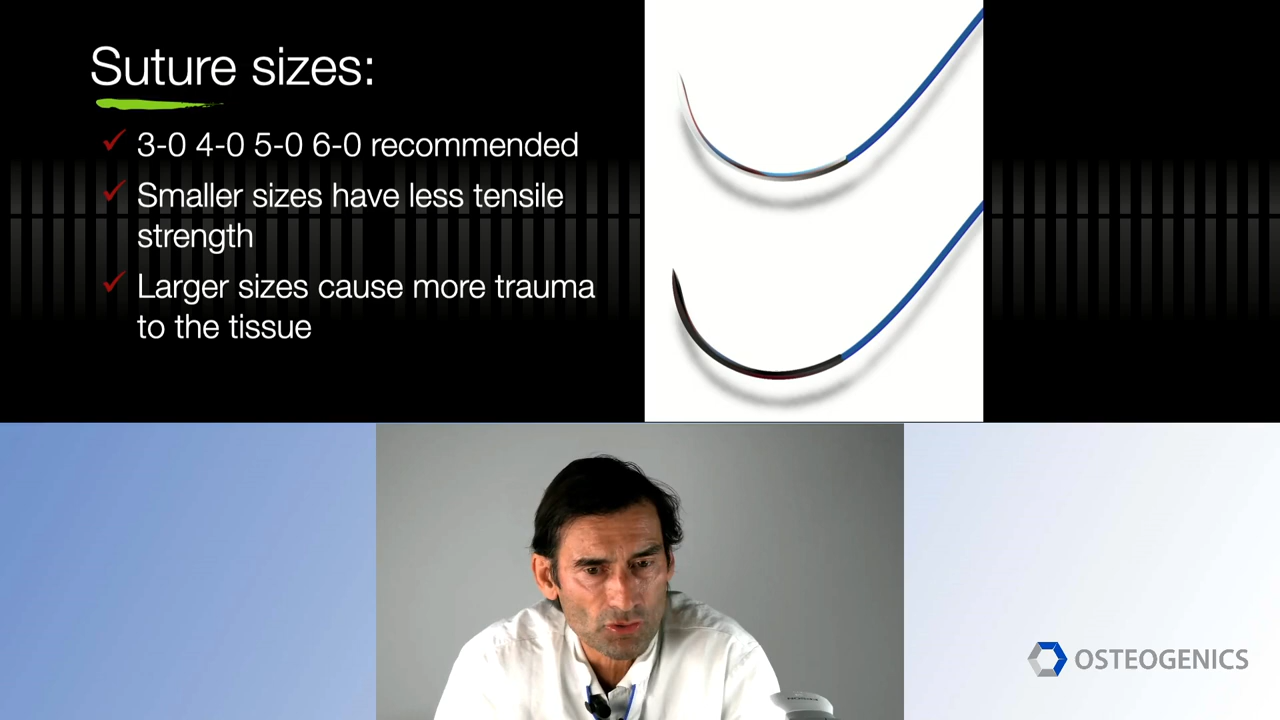 Suture sizes:
3-0 4-0 5-0 6-0 recommended
Smaller sizes have less tensile
strength
Larger sizes cause more trauma
to the tissue
OSTEOGENICS